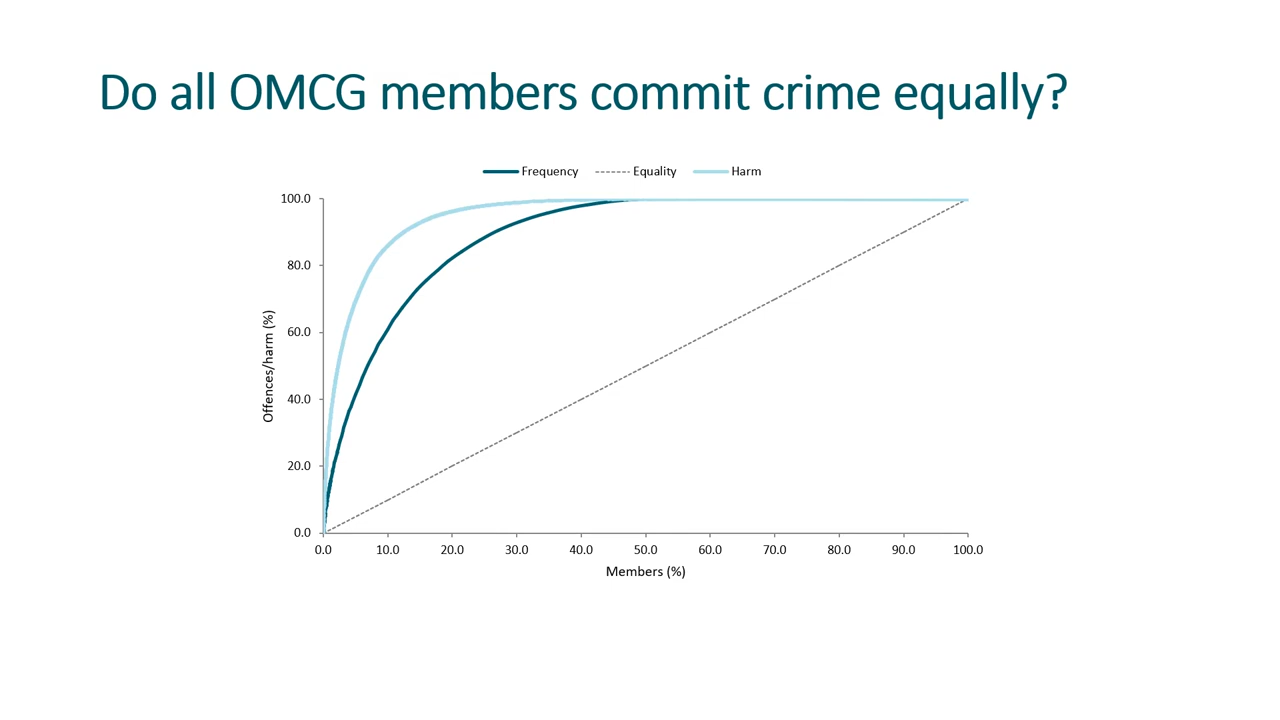 Do all OMCG members commit crime equally?
Frequency Equality Harm
100.0
80.0
60.0
40.0
20.0
0.0
Offences/harm (%)
0.0 10.0 20.0 30.0 40.0 50.0 60.0 70.0 80.0 90.0 100.0
Members (%)